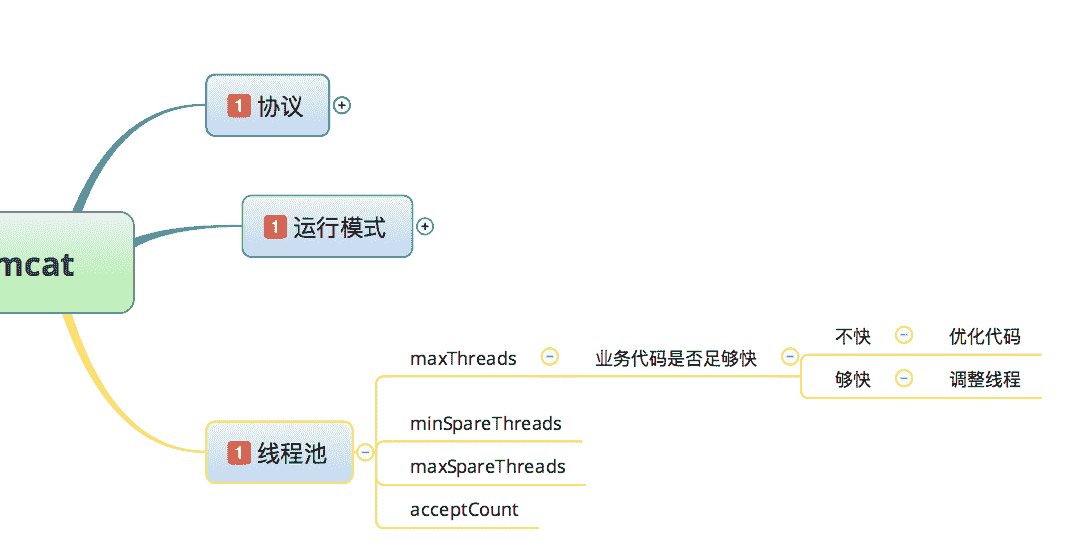 1 协议
1 运行模式
mcat
不快
优化代码
maxThreads
业务代码是否足够快
够快
调整线程
minSpareThreads
1 线程池
maxSpareThreads
acceptCount